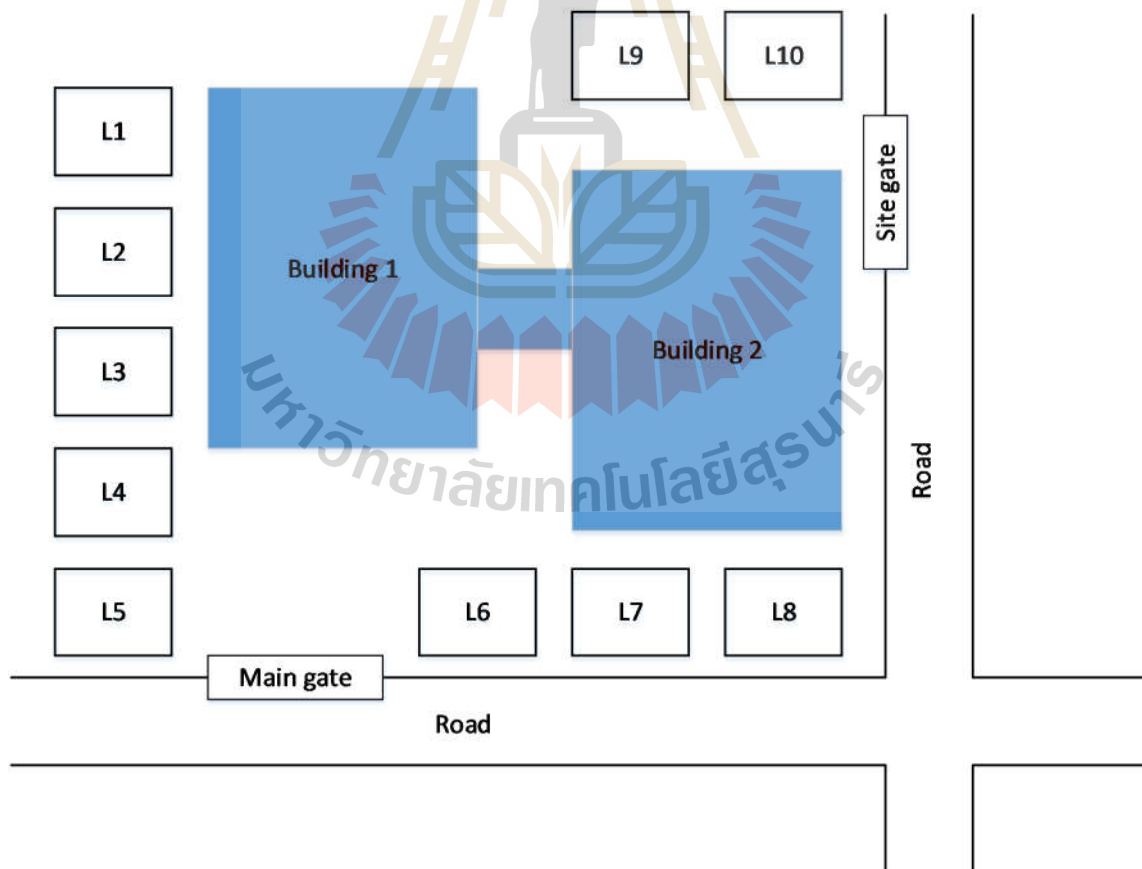 L9
L10
L1
Site gate
L2
Building 1
Building 2
L3
มหาวิทยาลัยเทคโนโลยีสุรนารี
Road
L4
L5
L6
L7
L8
Main gate
Road